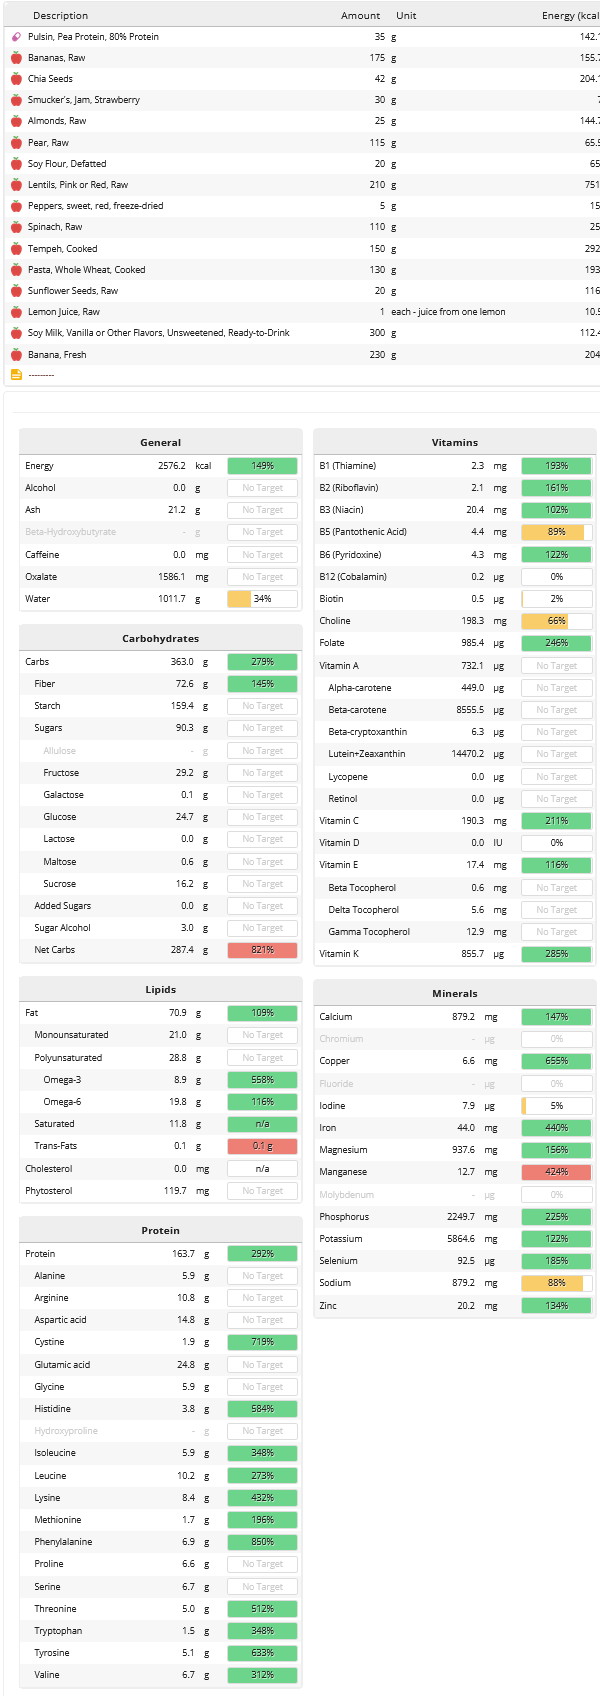 Description Amount Unit Energy (kcal
Pulsin, Pea Protein, 80% Protein 35 g 142.1
Bananas, Raw 175 g 155.7
Chia Seeds 42 g 204.1
Smucker's, Jam, Strawberry 30 g 7
Almonds, Raw 25 g 144.7
Pear, Raw 115 g 65.5
Soy Flour, Defatted 20 g 65
Lentils, Pink or Red, Raw 210 g 751
Peppers, sweet, red, freeze-dried 5 g 15
Spinach, Raw 110 g 25
Tempeh, Cooked 150 g 292
Pasta, Whole Wheat, Cooked 130 g 193
Sunflower Seeds, Raw 20 g 116
Lemon Juice, Raw 1 each - juice from one lemon 10.5
Soy Milk, Vanilla or Other Flavors, Unsweetened, Ready-to-Drink 300 g 112.4
Banana, Fresh 230 g 204
---------
General
Energy 2576.2 kcal 149%
Alcohol 0.0 g No Target
Ash 21.2 g No Target
Beta-Hydroxybutyrate - g No Target
Caffeine 0.0 mg No Target
Oxalate 1586.1 mg No Target
Water 1011.7 g 34%
Carbohydrates
Carbs 363.0 g 279%
Fiber 72.6 g 145%
Starch 159.4 g No Target
Sugars 90.3 g No Target
Allulose - g No Target
Fructose 29.2 g No Target
Galactose 0.1 g No Target
Glucose 24.7 g No Target
Lactose 0.0 g No Target
Maltose 0.6 g No Target
Sucrose 16.2 g No Target
Added Sugars 0.0 g No Target
Sugar Alcohol 3.0 g No Target
Net Carbs 287.4 g 821%
Lipids
Fat 70.9 g 109%
Monounsaturated 21.0 g No Target
Polyunsaturated 28.8 g No Target
Omega-3 8.9 g 558%
Omega-6 19.8 g 116%
Saturated 11.8 g n/a
Trans-Fats 0.1 g 0.1 g
Cholesterol 0.0 mg n/a
Phytosterol 119.7 mg No Target
Protein
Protein 163.7 g 292%
Alanine 5.9 g No Target
Arginine 10.8 g No Target
Aspartic acid 14.8 g No Target
Cystine 1.9 g 719%
Glutamic acid 24.8 g No Target
Glycine 5.9 g No Target
Histidine 3.8 g 584%
Hydroxyproline - g No Target
Isoleucine 5.9 g 348%
Leucine 10.2 g 273%
Lysine 8.4 g 432%
Methionine 1.7 g 196%
Phenylalanine 6.9 g 850%
Proline 6.6 g No Target
Serine 6.7 g No Target
Threonine 5.0 g 512%
Tryptophan 1.5 g 348%
Tyrosine 5.1 g 633%
Valine 6.7 g 312%
Vitamins
B1 (Thiamine) 2.3 mg 193%
B2 (Riboflavin) 2.1 mg 161%
B3 (Niacin) 20.4 mg 102%
B5 (Pantothenic Acid) 4.4 mg 89%
B6 (Pyridoxine) 4.3 mg 122%
B12 (Cobalamin) 0.2 µg 0%
Biotin 0.5 µg 2%
Choline 198.3 mg 66%
Folate 985.4 µg 246%
Vitamin A 732.1 µg No Target
Alpha-carotene 449.0 µg No Target
Beta-carotene 8555.5 µg No Target
Beta-cryptoxanthin 6.3 µg No Target
Lutein+Zeaxanthin 14470.2 µg No Target
Lycopene 0.0 µg No Target
Retinol 0.0 µg No Target
Vitamin C 190.3 mg 211%
Vitamin D 0.0 IU 0%
Vitamin E 17.4 mg 116%
Beta Tocopherol 0.6 mg No Target
Delta Tocopherol 5.6 mg No Target
Gamma Tocopherol 12.9 mg No Target
Vitamin K 855.7 µg 285%
Minerals
Calcium 879.2 mg 147%
Chromium - µg 0%
Copper 6.6 mg 655%
Fluoride - µg 0%
Iodine 7.9 µg 5%
Iron 44.0 mg 440%
Magnesium 937.6 mg 156%
Manganese 12.7 mg 424%
Molybdenum - µg 0%
Phosphorus 2249.7 mg 225%
Potassium 5864.6 mg 122%
Selenium 92.5 µg 185%
Sodium 879.2 mg 88%
Zinc 20.2 mg 134%